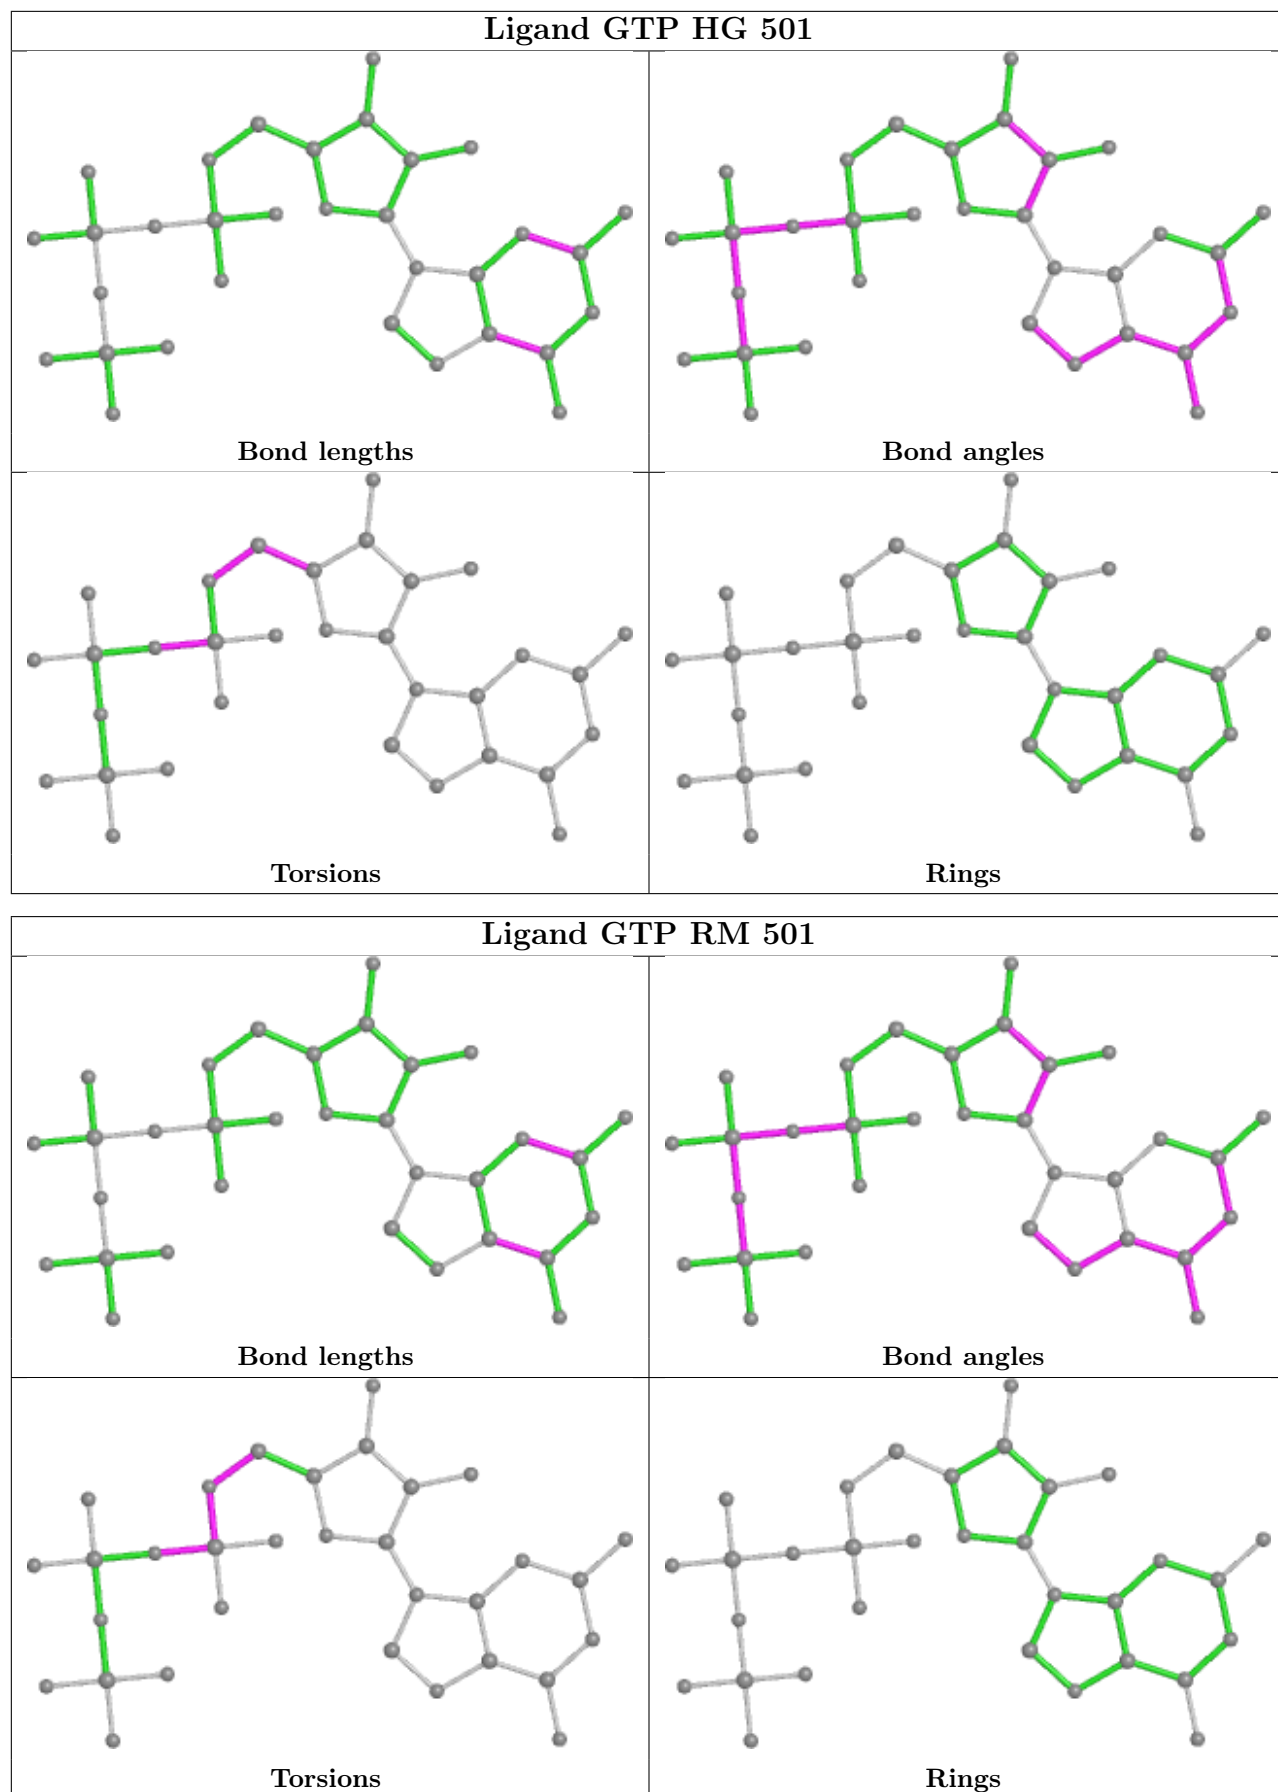 Ligand GTP HG 501
Bond lengths
Bond angles
Torsions
Rings
Ligand GTP RM 501
Bond lengths
Bond angles
Torsions
Rings